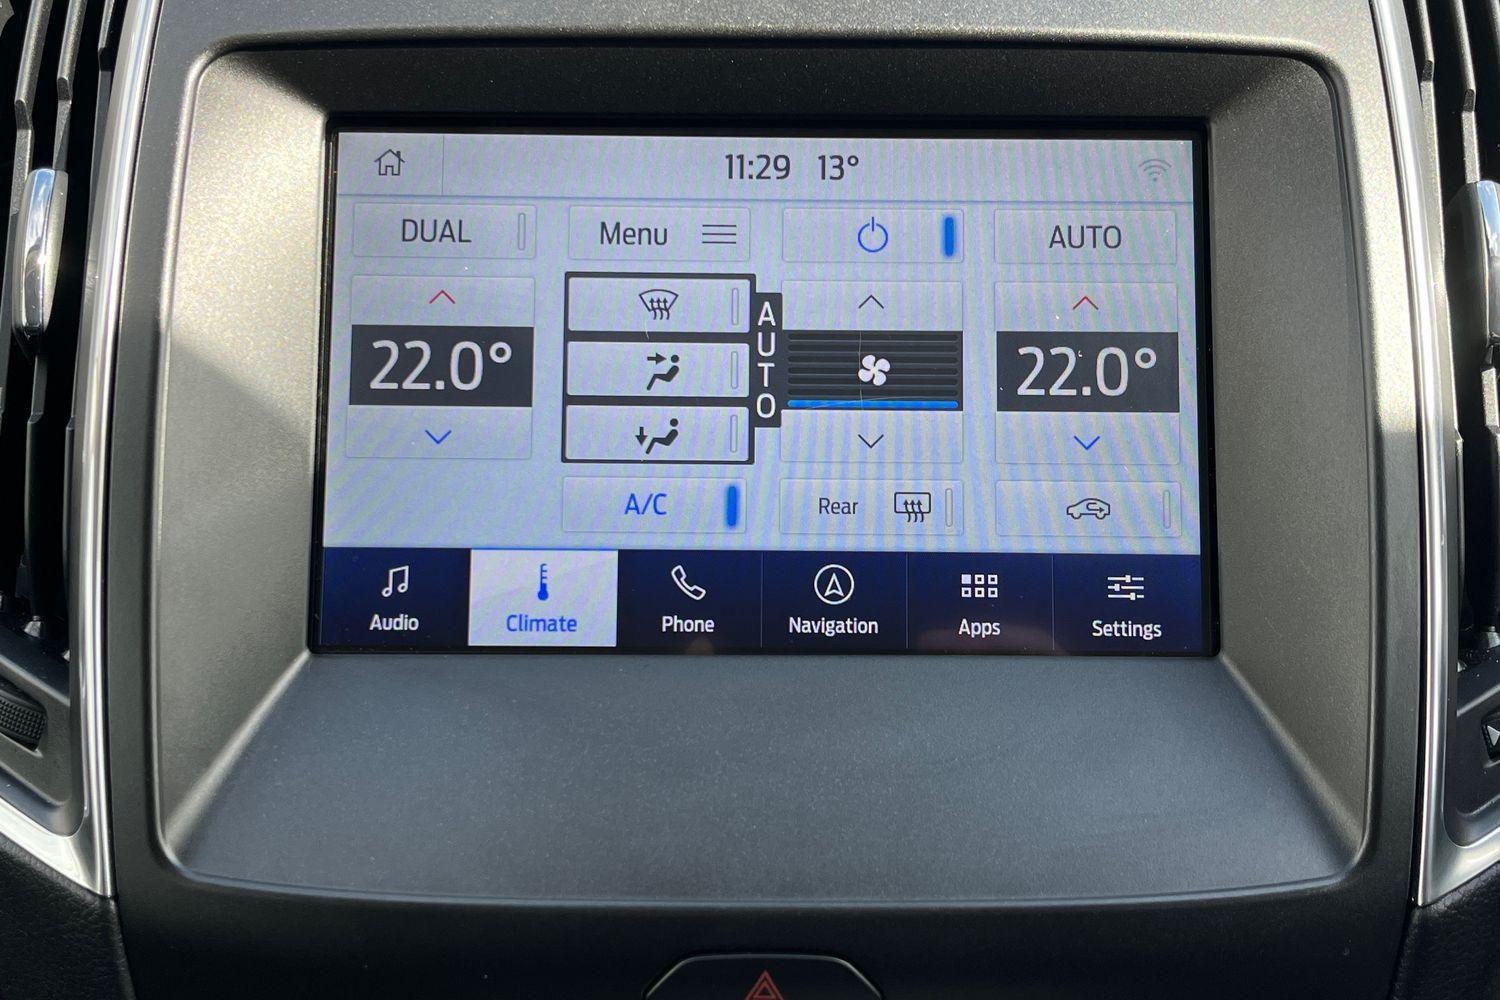 11:29 13°
DUAL
Menu
AUTO
22.0°
AUTO
22.0°
A/C
Rear
Audio
Climate
Phone
Navigation
Apps
Settings